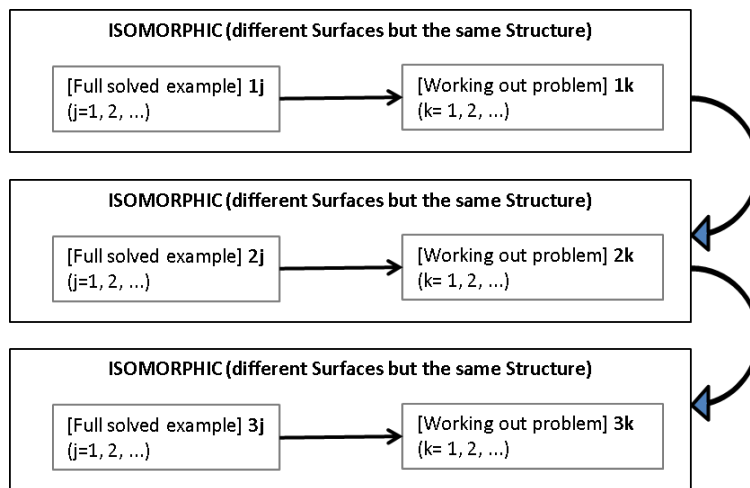 ISOMORPHIC (different Surfaces but the same Structure)
[Full solved example] 1j
(j=1, 2, ...)
[Working out problem] 1k
(k= 1, 2, ...)
ISOMORPHIC (different Surfaces but the same Structure)
[Full solved example] 2j
(j=1, 2, ...)
[Working out problem] 2k
(k= 1, 2, ...)
ISOMORPHIC (different Surfaces but the same Structure)
[Full solved example] 3j
(j=1, 2, ...)
[Working out problem] 3k
(k= 1, 2, ...)